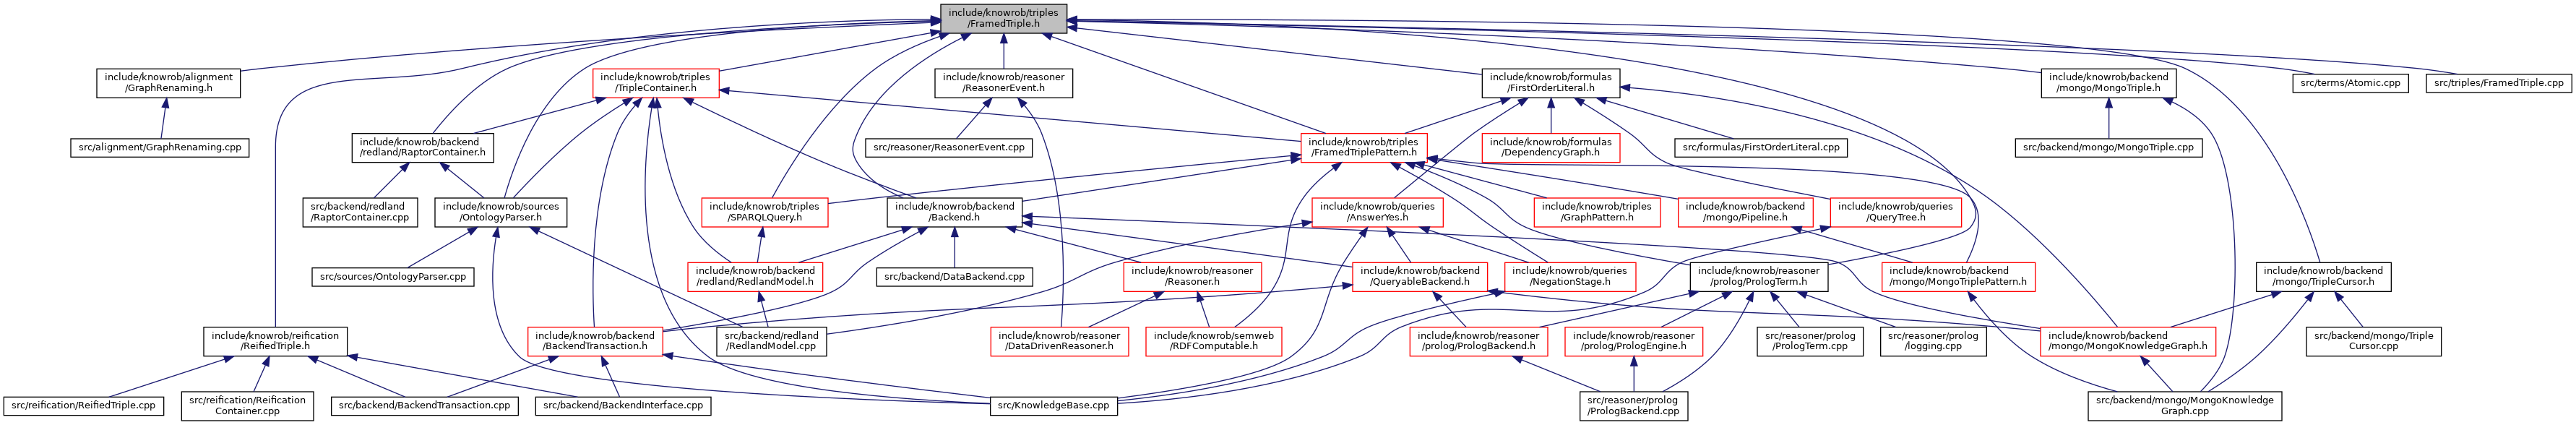 include/knowrob/triples
/FramedTriple.h
include/knowrob/alignment
/GraphRenaming.h
include/knowrob/triples
/TripleContainer.h
include/knowrob/reasoner
/ReasonerEvent.h
include/knowrob/formulas
/FirstOrderLiteral.h
include/knowrob/backend
/mongo/MongoTriple.h
src/terms/Atomic.cpp
src/triples/FramedTriple.cpp
src/alignment/GraphRenaming.cpp
include/knowrob/backend
/redland/RaptorContainer.h
src/reasoner/ReasonerEvent.cpp
include/knowrob/triples
/FramedTriplePattern.h
include/knowrob/formulas
/DependencyGraph.h
src/formulas/FirstOrderLiteral.cpp
src/backend/mongo/MongoTriple.cpp
src/backend/redland
/RaptorContainer.cpp
include/knowrob/sources
/OntologyParser.h
include/knowrob/triples
/SPARQLQuery.h
include/knowrob/backend
/Backend.h
include/knowrob/queries
/AnswerYes.h
include/knowrob/triples
/GraphPattern.h
include/knowrob/backend
/mongo/Pipeline.h
include/knowrob/queries
/QueryTree.h
src/sources/OntologyParser.cpp
include/knowrob/backend
/redland/RedlandModel.h
src/backend/DataBackend.cpp
include/knowrob/reasoner
/Reasoner.h
include/knowrob/backend
/QueryableBackend.h
include/knowrob/queries
/NegationStage.h
include/knowrob/reasoner
/prolog/PrologTerm.h
include/knowrob/backend
/mongo/MongoTriplePattern.h
include/knowrob/backend
/mongo/TripleCursor.h
include/knowrob/reification
/ReifiedTriple.h
include/knowrob/backend
/BackendTransaction.h
src/backend/redland
/RedlandModel.cpp
include/knowrob/reasoner
/DataDrivenReasoner.h
include/knowrob/semweb
/RDFComputable.h
include/knowrob/reasoner
/prolog/PrologBackend.h
include/knowrob/reasoner
/prolog/PrologEngine.h
src/reasoner/prolog
/PrologTerm.cpp
src/reasoner/prolog
/logging.cpp
include/knowrob/backend
/mongo/MongoKnowledgeGraph.h
src/backend/mongo/Triple
Cursor.cpp
src/reification/ReifiedTriple.cpp
src/reification/Reification
Container.cpp
src/backend/BackendTransaction.cpp
src/backend/BackendInterface.cpp
src/KnowledgeBase.cpp
src/reasoner/prolog
/PrologBackend.cpp
src/backend/mongo/MongoKnowledge
Graph.cpp